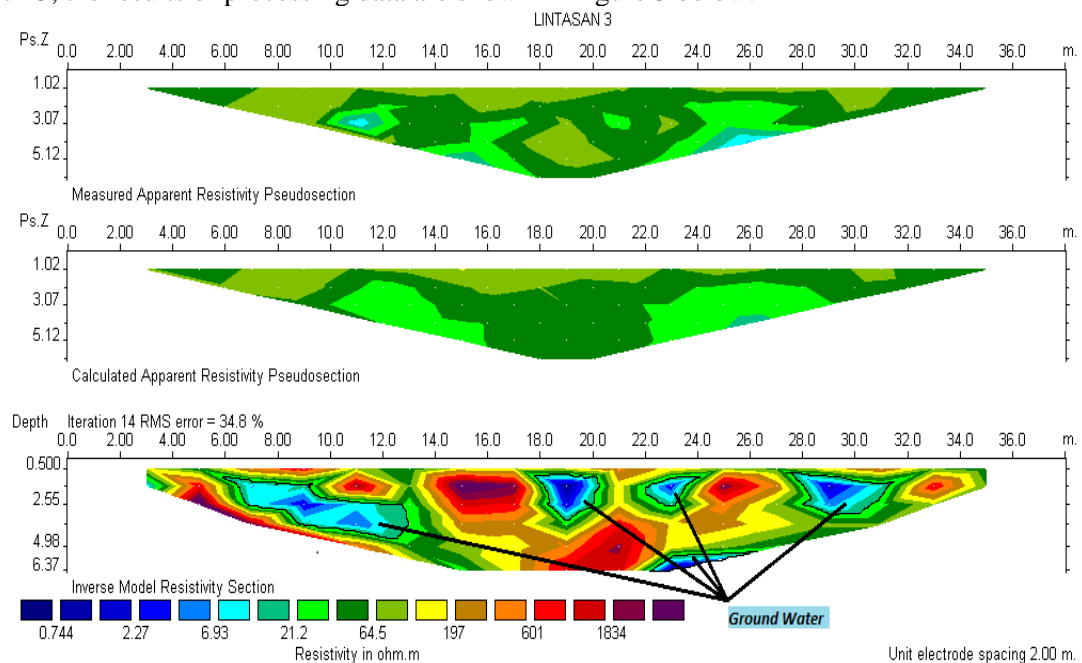 LINTASAN 3
Ps.Z 0.0 2.00 4.00 6.00 8.00 10.0 12.0 14.0 16.0 18.0 20.0 22.0 24.0 26.0 28.0 30.0 32.0 34.0 36.0 m.
1.02
3.07
5.12
Measured Apparent Resistivity Pseudosection
Ps.Z 0.0 2.00 4.00 6.00 8.00 10.0 12.0 14.0 16.0 18.0 20.0 22.0 24.0 26.0 28.0 30.0 32.0 34.0 36.0 m.
1.02
3.07
5.12
Calculated Apparent Resistivity Pseudosection
Depth Iteration 14 RMS error = 34.8 %
0.0 2.00 4.00 6.00 8.00 10.0 12.0 14.0 16.0 18.0 20.0 22.0 24.0 26.0 28.0 30.0 32.0 34.0 36.0 m.
0.500
2.55
4.98
6.37
Inverse Model Resistivity Section
0.744 2.27 6.93 21.2 64.5 197 601 1834
Ground Water
Resistivity in ohm.m
Unit electrode spacing 2.00 m.